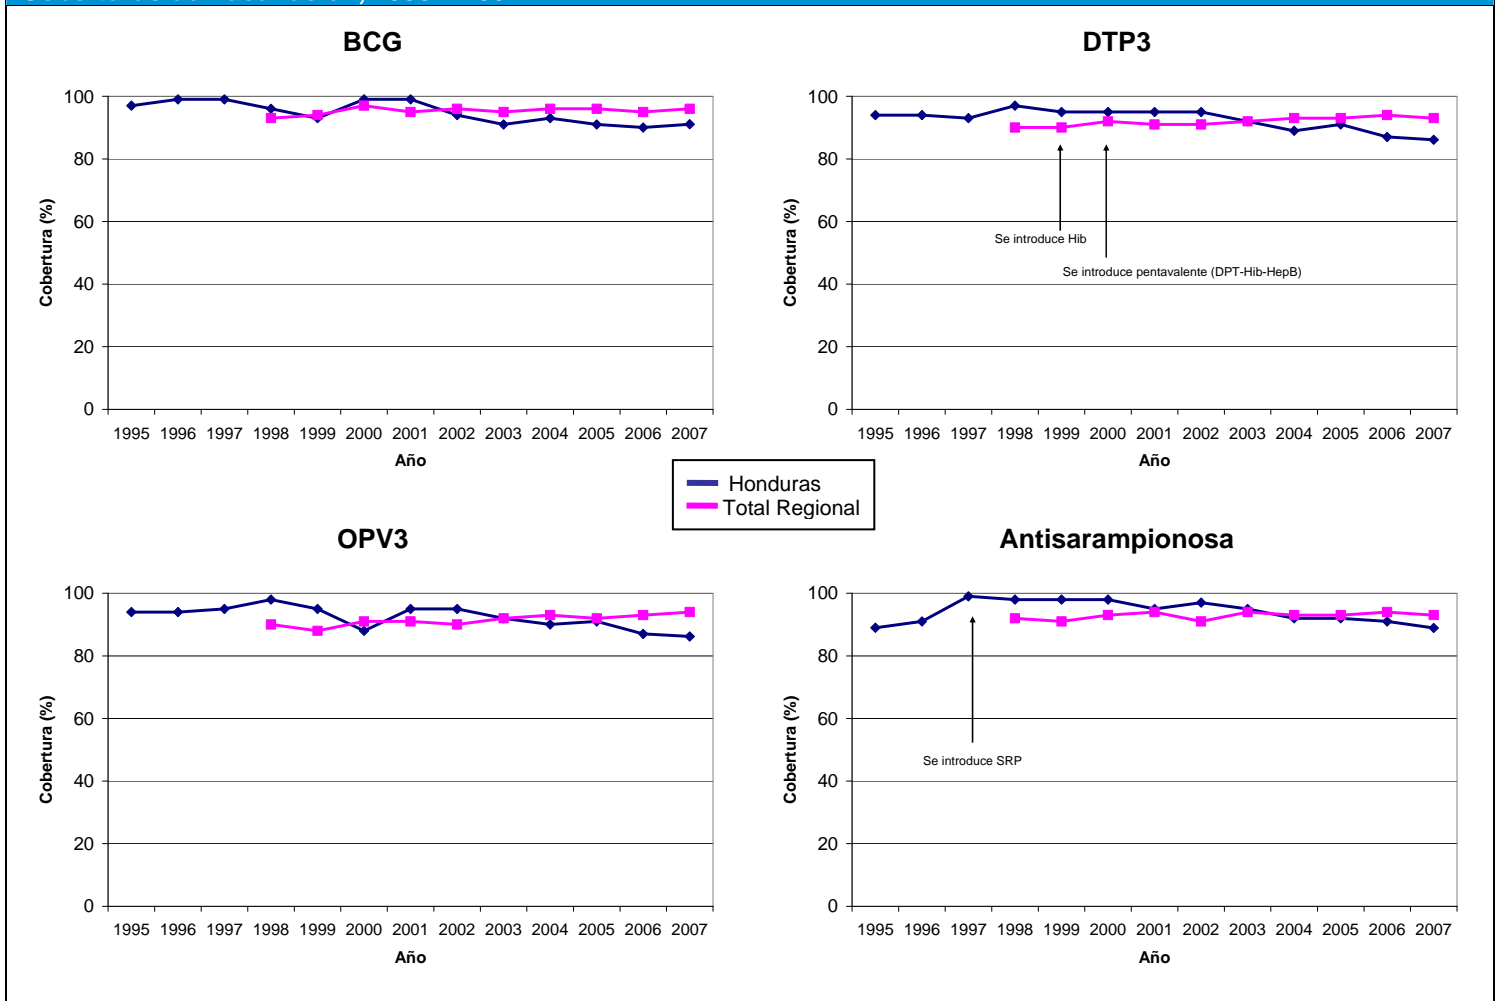 BCG
100
80
60
40
20
0
Cobertura (%)
1995 1996 1997 1998 1999 2000 2001 2002 2003 2004 2005 2006 2007
Año
DTP3
100
80
60
40
20
0
Cobertura (%)
Se introduce Hib
Se introduce pentavalente (DPT-Hib-HepB)
1995 1996 1997 1998 1999 2000 2001 2002 2003 2004 2005 2006 2007
Año
Honduras
Total Regional
OPV3
100
80
60
40
20
0
Cobertura (%)
1995 1996 1997 1998 1999 2000 2001 2002 2003 2004 2005 2006 2007
Año
Antisarampionosa
100
80
60
40
20
0
Cobertura (%)
Se introduce SRP
1995 1996 1997 1998 1999 2000 2001 2002 2003 2004 2005 2006 2007
Año